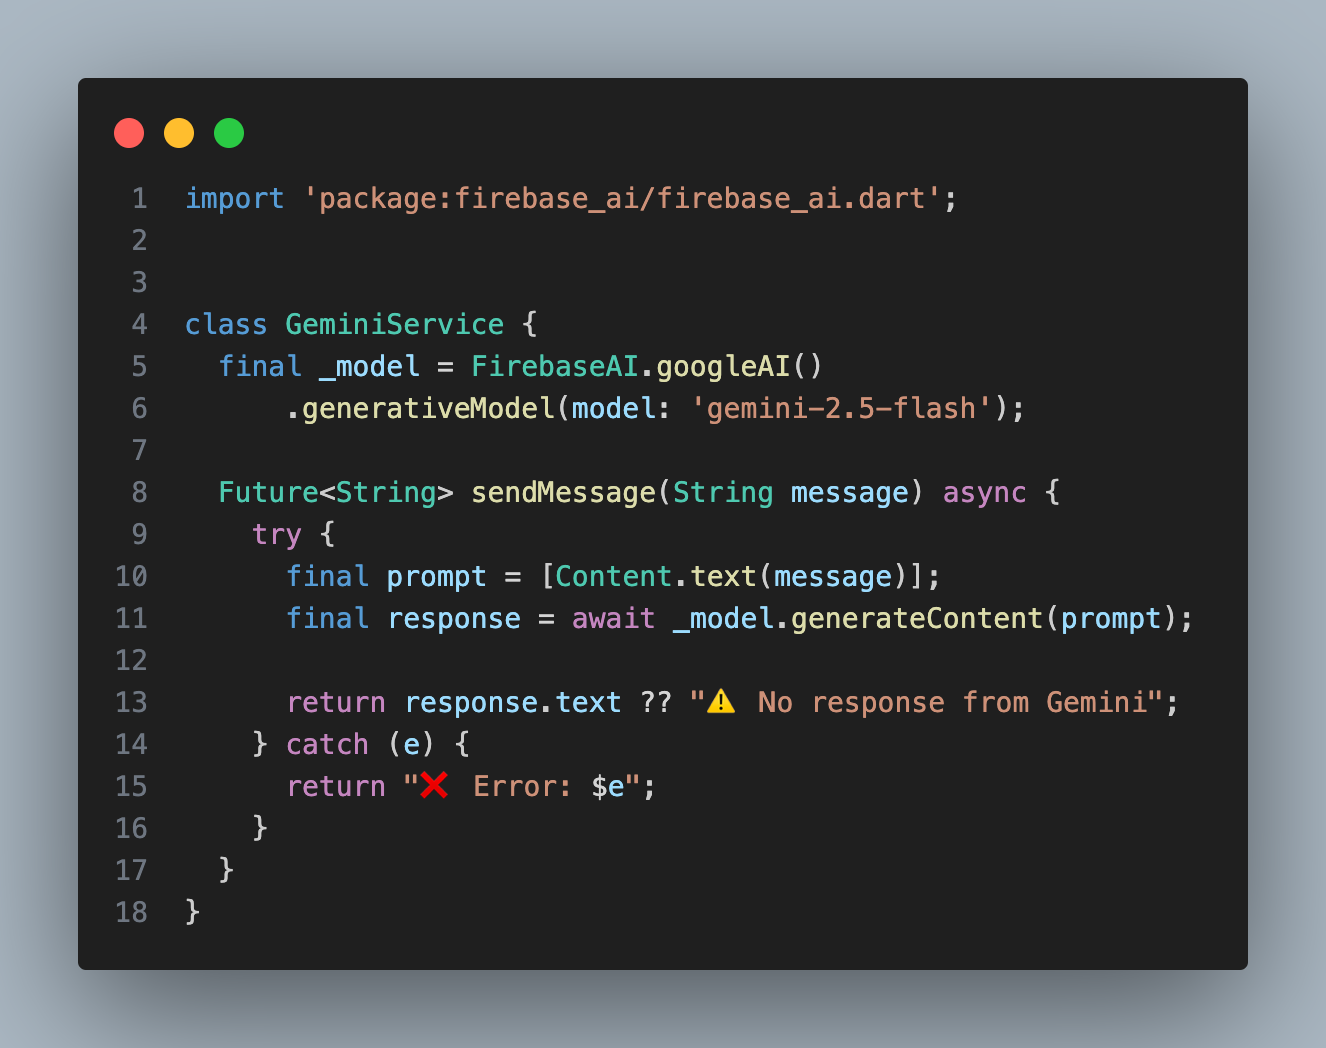 1 import 'package:firebase_ai/firebase_ai.dart';
2
3
4 class GeminiService {
5   final _model = FirebaseAI.googleAI()
6       .generativeModel(model: 'gemini-2.5-flash');
7
8   Future<String> sendMessage(String message) async {
9     try {
10       final prompt = [Content.text(message)];
11       final response = await _model.generateContent(prompt);
12
13       return response.text ?? "⚠️ No response from Gemini";
14     } catch (e) {
15       return "❌ Error: $e";
16     }
17   }
18 }